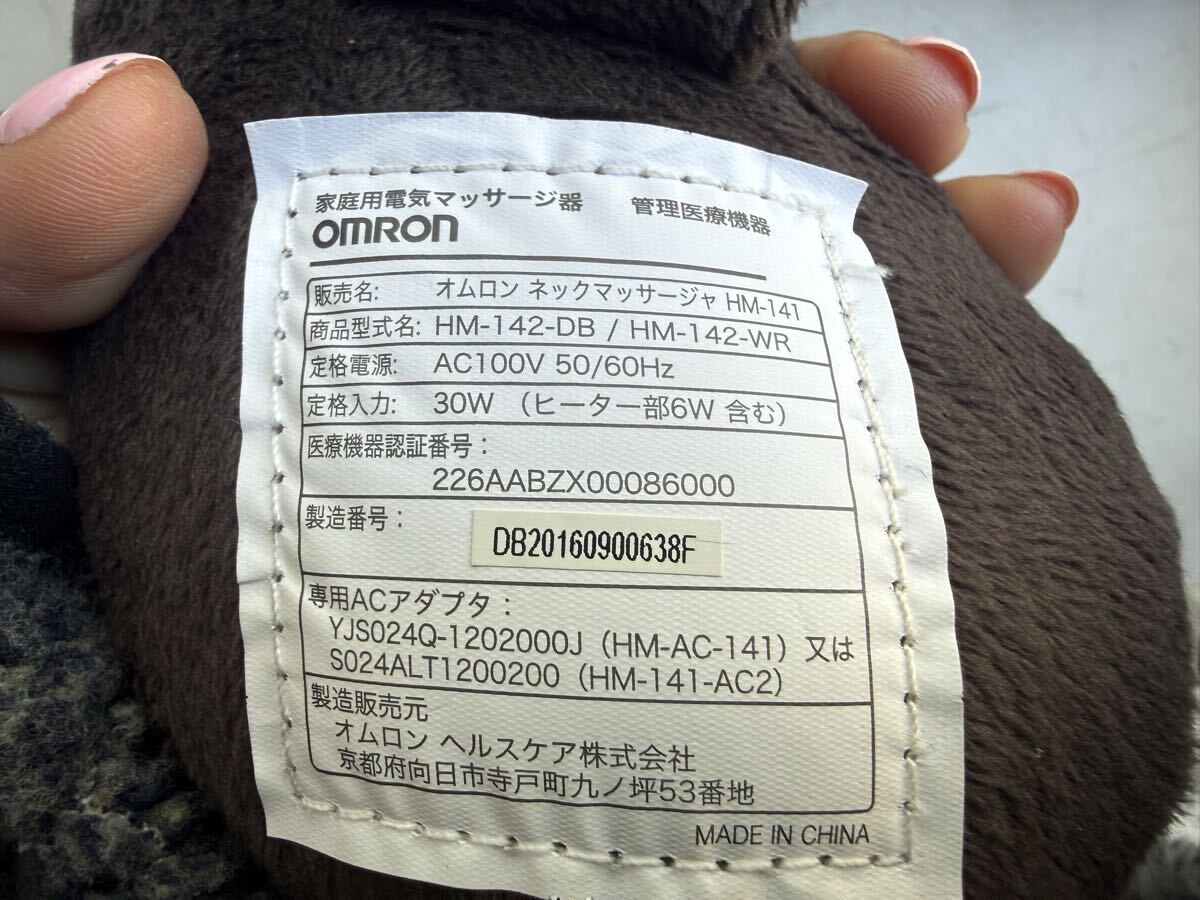 家庭用電気マッサージ器 管理医療機器
OMRON
販売名: オムロン ネックマッサージャ HM-141
商品型式名: HM-142-DB / HM-142-WR
定格電源: AC100V 50/60Hz
定格入力: 30W （ヒーター部6W 含む）
医療機器認証番号：
226AABZX00086000
製造番号： DB20160900638F
専用ACアダプタ：
YJS024Q-1202000J（HM-AC-141）又は
S024ALT1200200（HM-141-AC2）
製造販売元
オムロン ヘルスケア株式会社
京都府向日市寺戸町九ノ坪53番地
MADE IN CHINA